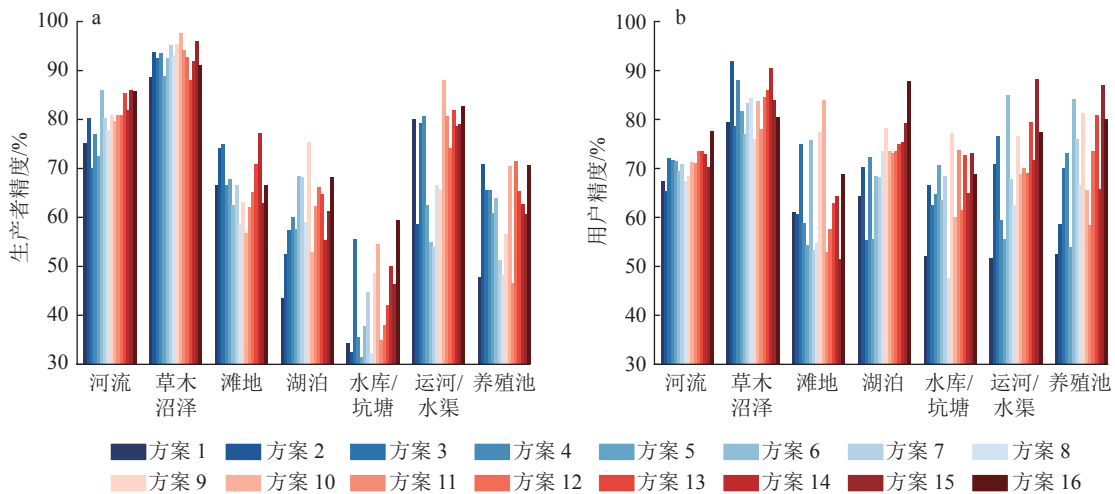 a
生产者精度/%
100
90
80
70
60
50
40
30
河流
草木
沼泽
滩地
湖泊
水库/
坑塘
运河/
水渠
养殖池
b
用户精度/%
100
90
80
70
60
50
40
30
河流
草木
沼泽
滩地
湖泊
水库/
坑塘
运河/
水渠
养殖池
方案 1 方案 2 方案 3 方案 4 方案 5 方案 6 方案 7 方案 8
方案 9 方案 10 方案 11 方案 12 方案 13 方案 14 方案 15 方案 16